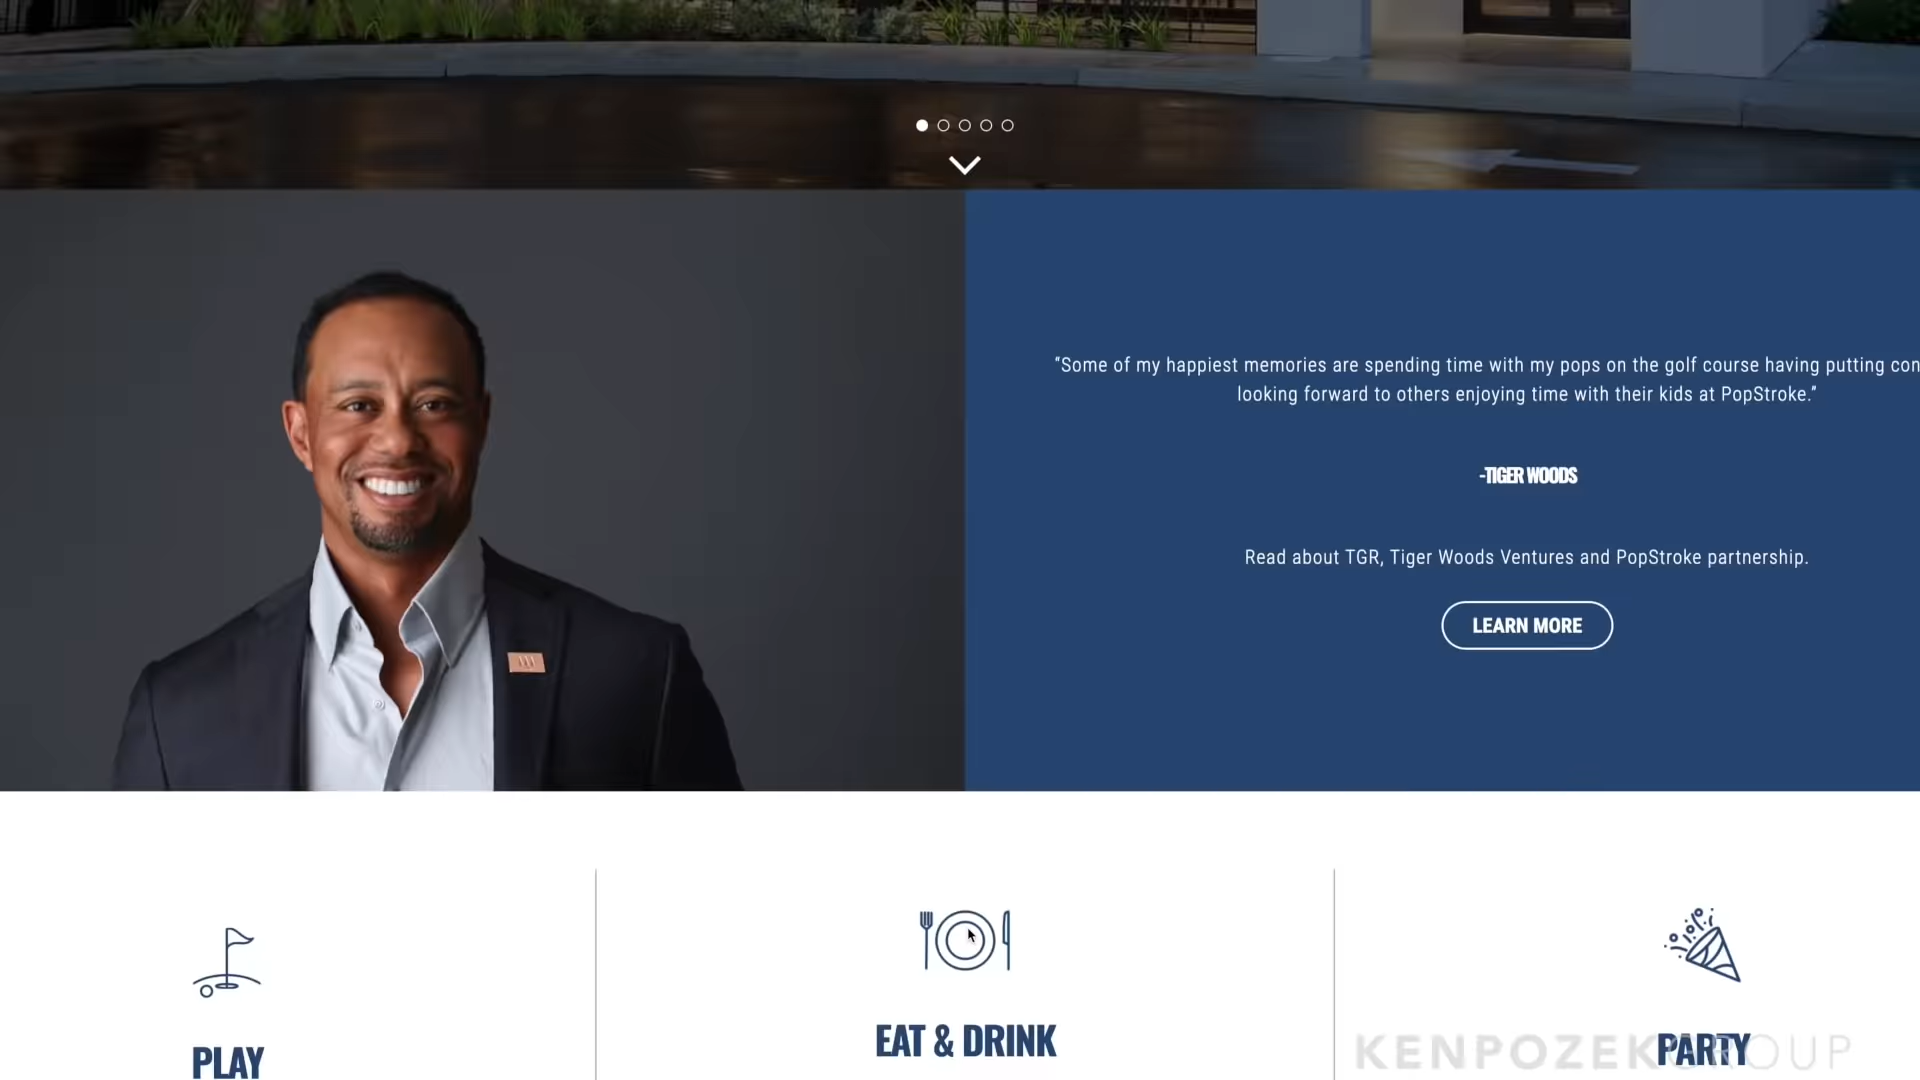 “Some of my happiest memories are spending time with my pops on the golf course having putting con
looking forward to others enjoying time with their kids at PopStroke.”
-TIGER WOODS
Read about TGR, Tiger Woods Ventures and PopStroke partnership.
LEARN MORE
PLAY
EAT & DRINK
PARTY
KENPOZEKGROUP